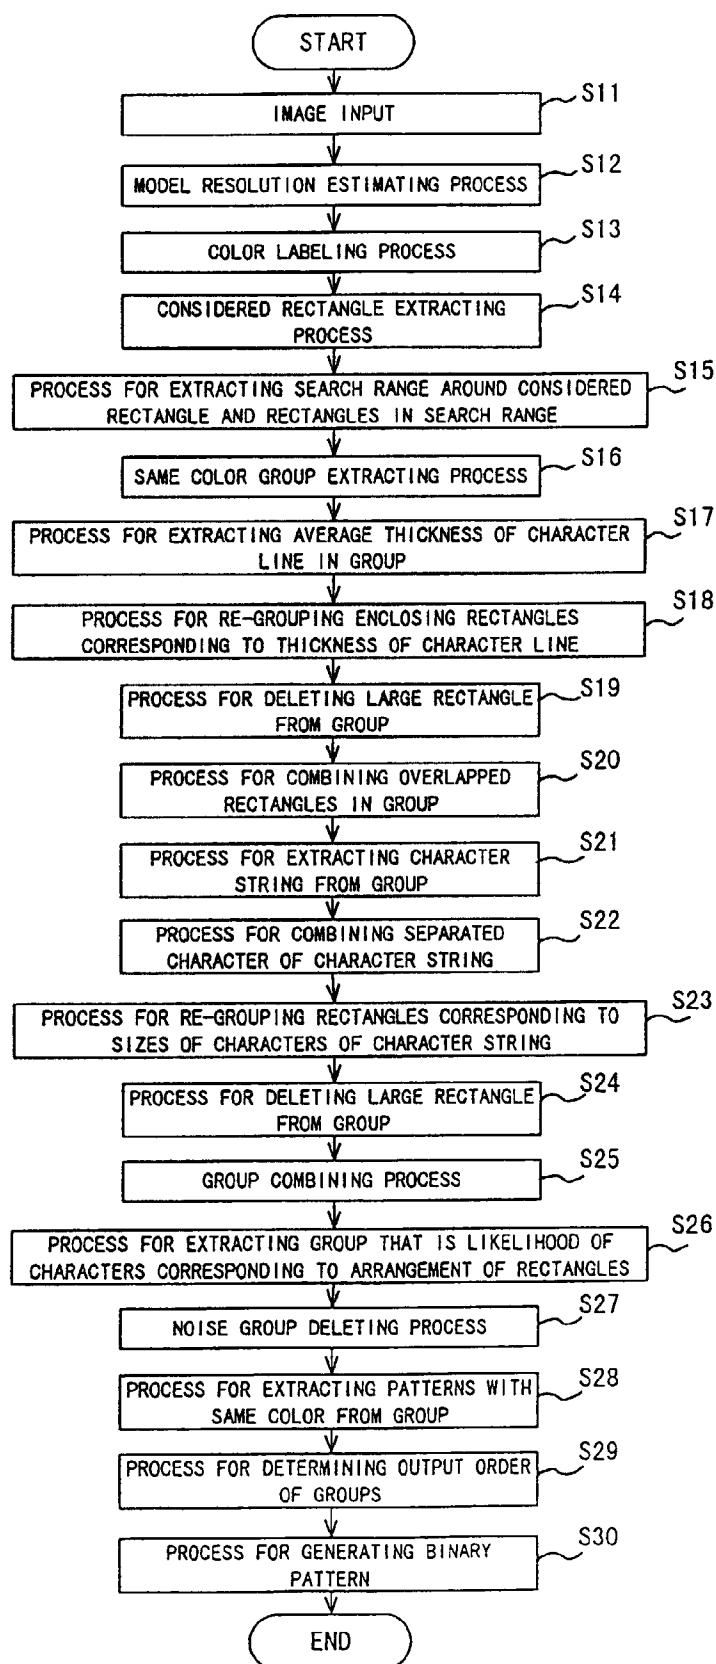 START
S11
IMAGE INPUT
S12
MODEL RESOLUTION ESTIMATING PROCESS
S13
COLOR LABELING PROCESS
S14
CONSIDERED RECTANGLE EXTRACTING
PROCESS
S15
PROCESS FOR EXTRACTING SEARCH RANGE AROUND CONSIDERED
RECTANGLE AND RECTANGLES IN SEARCH RANGE
S16
SAME COLOR GROUP EXTRACTING PROCESS
S17
PROCESS FOR EXTRACTING AVERAGE THICKNESS OF CHARACTER
LINE IN GROUP
S18
PROCESS FOR RE-GROUPING ENCLOSING RECTANGLES
CORRESPONDING TO THICKNESS OF CHARACTER LINE
S19
PROCESS FOR DELETING LARGE RECTANGLE
FROM GROUP
S20
PROCESS FOR COMBINING OVERLAPPED
RECTANGLES IN GROUP
S21
PROCESS FOR EXTRACTING CHARACTER
STRING FROM GROUP
S22
PROCESS FOR COMBINING SEPARATED
CHARACTER OF CHARACTER STRING
S23
PROCESS FOR RE-GROUPING RECTANGLES CORRESPONDING TO
SIZES OF CHARACTERS OF CHARACTER STRING
S24
PROCESS FOR DELETING LARGE RECTANGLE
FROM GROUP
S25
GROUP COMBINING PROCESS
S26
PROCESS FOR EXTRACTING GROUP THAT IS LIKELIHOOD OF
CHARACTERS CORRESPONDING TO ARRANGEMENT OF RECTANGLES
S27
NOISE GROUP DELETING PROCESS
S28
PROCESS FOR EXTRACTING PATTERNS WITH
SAME COLOR FROM GROUP
S29
PROCESS FOR DETERMINING OUTPUT ORDER
OF GROUPS
S30
PROCESS FOR GENERATING BINARY
PATTERN
END